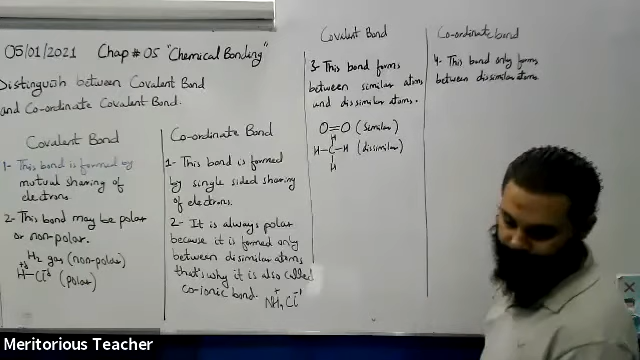 05/01/2021 Chap # 05 "Chemical Bonding"
Distinguish between Covalent Bond
and Co-ordinate Covalent Bond.
Covalent Bond
1- This bond is formed by
mutual sharing of
electrons.
2- This bond may be polar
or non-polar.
H2 gas (non-polar)
H—Cl (polar)
Co-ordinate Bond
1- This bond is formed
by single sided sharing
of electrons.
2- It is always polar
because it is formed only
between disimilar atoms
that's why it is also called
co-ionic bond. NH4+ Cl-1
Covalent Bond
3- This bond forms
between similar atoms
and dissimilar atoms.
O=O (Similar)
H
H—C—H (dissimilar)
H
Co-ordinate bond
4- This bond only forms
between dissimilar atoms.
Meritorious Teacher